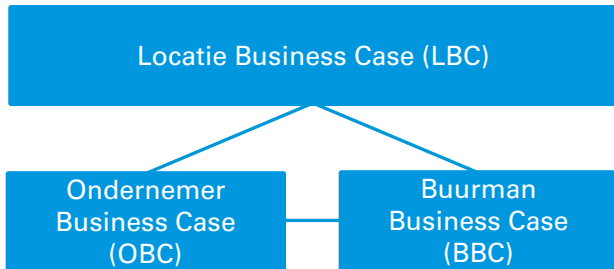 Locatie Business Case (LBC)
Ondernemer
Business Case
(OBC)
Buurman
Business Case
(BBC)